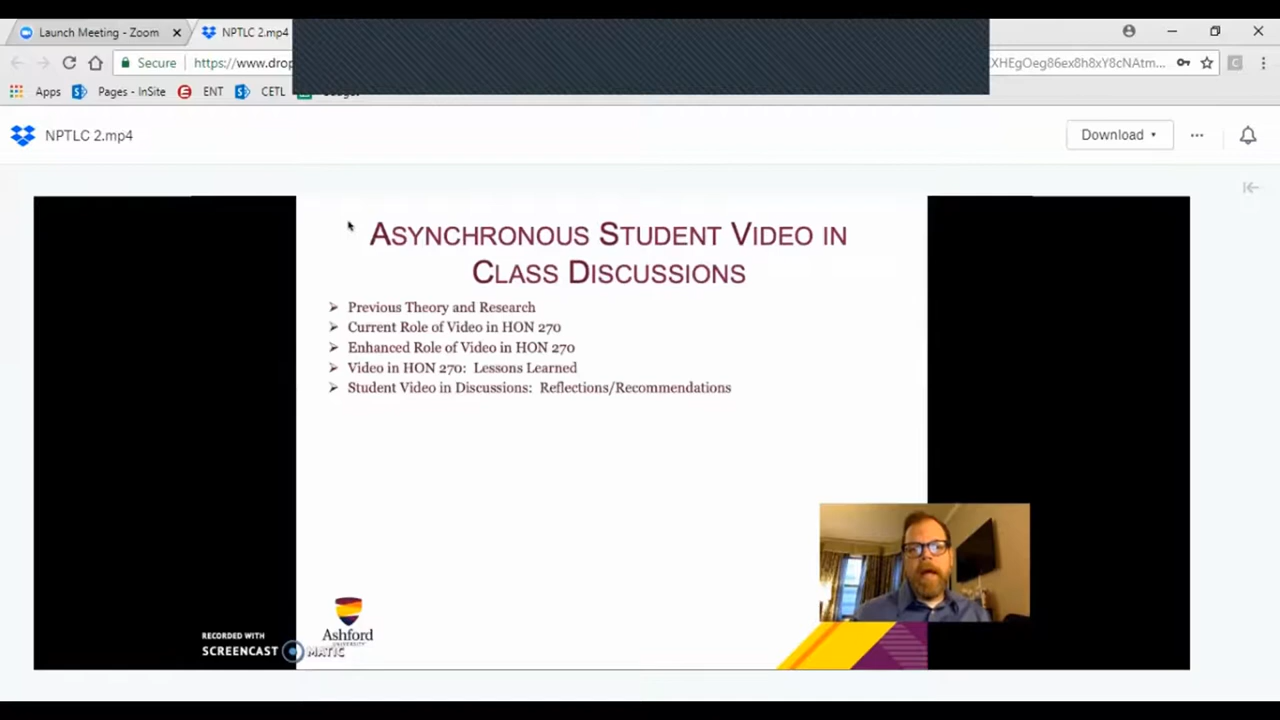 Launch Meeting - Zoom
NPTLC 2.mp4
Secure
https://www.drop
XHEgOeg86ex8h8xY8cNAtm...
Apps
Pages - InSite
ENT
CETL
NPTLC 2.mp4
Download
ASYNCHRONOUS STUDENT VIDEO IN
CLASS DISCUSSIONS
Previous Theory and Research
Current Role of Video in HON 270
Enhanced Role of Video in HON 270
Video in HON 270: Lessons Learned
Student Video in Discussions: Reflections/Recommendations
Ashford
UNIVERSITY
RECORDED WITH
SCREENCAST MATIC